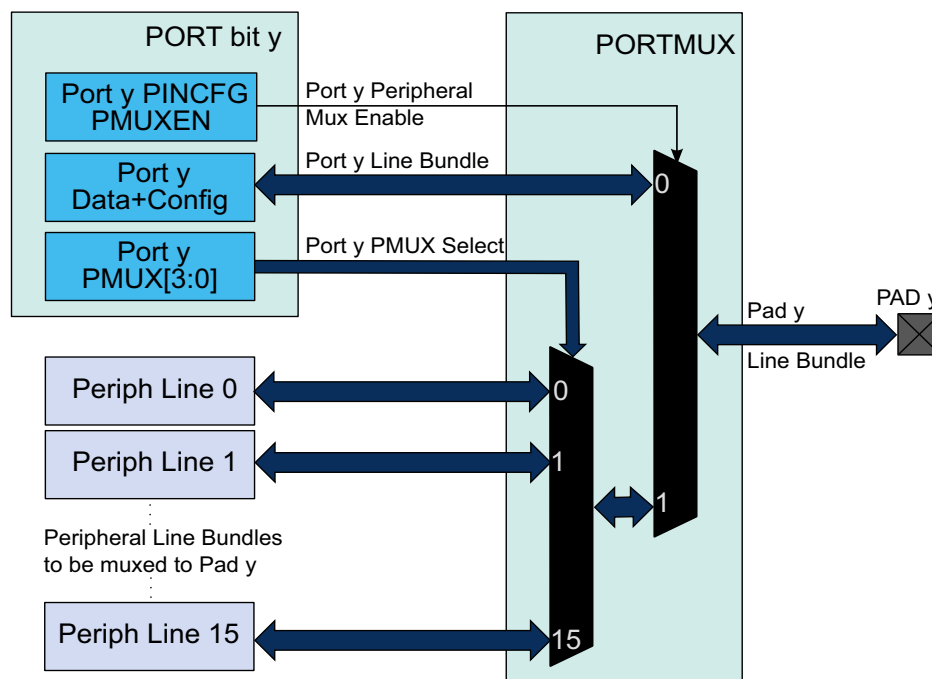 PORT bit y
PORTMUX
Port y PINCFG
PMUXEN
Port y Peripheral
Mux Enable
Port y
Data+Config
Port y Line Bundle
0
Port y
PMUX[3:0]
Port y PMUX Select
Pad y
Line Bundle
PAD y
Periph Line 0
0
Periph Line 1
1
1
Peripheral Line Bundles
to be muxed to Pad y
Periph Line 15
15